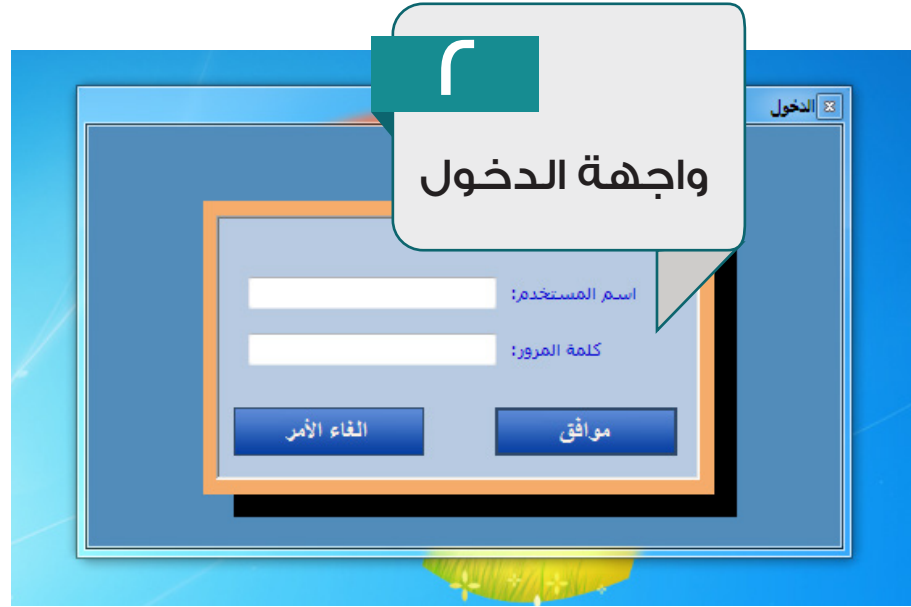 ٢
واجهة الدخول
الدخول
اسم المستخدم:
كلمة المرور:
موافق
الغاء الأمر